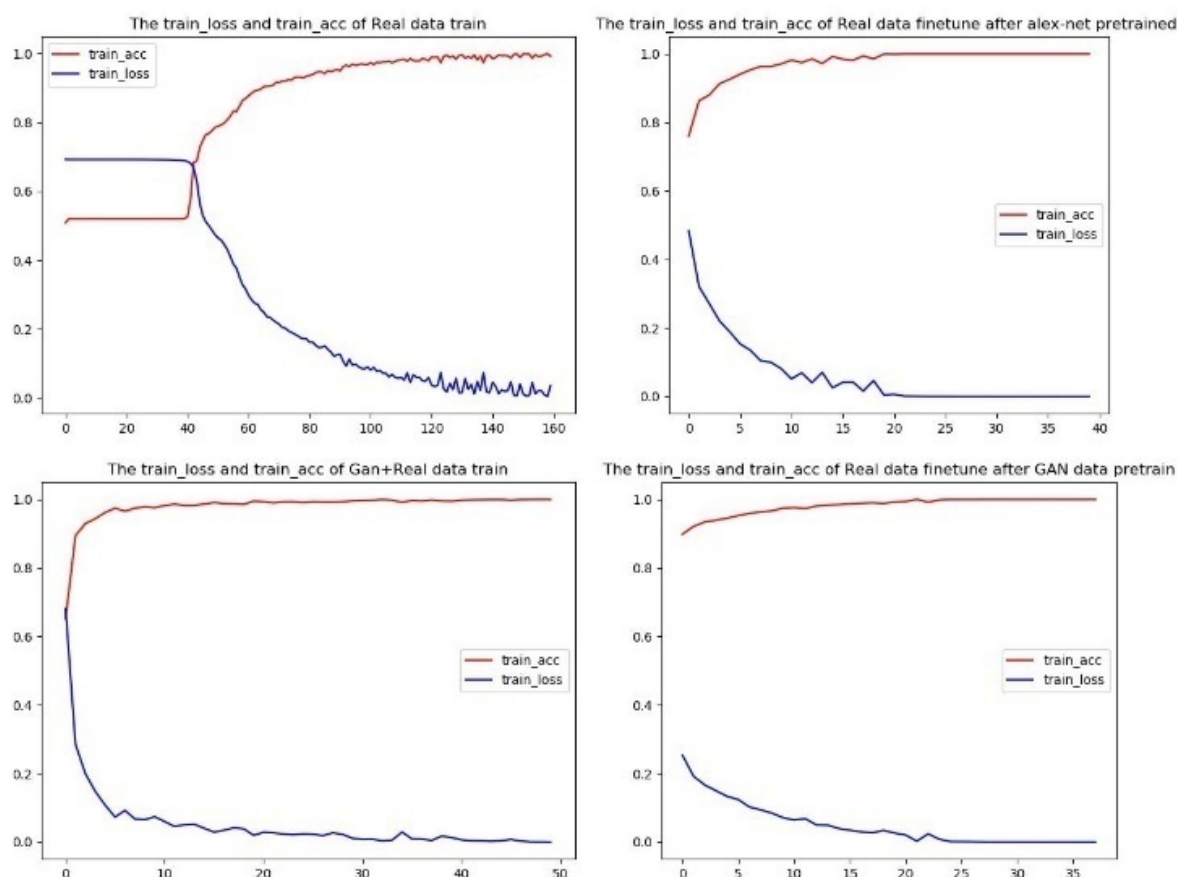 The train_loss and train_acc of Real data train
1.0
0.8
0.6
0.4
0.2
0.0
train_acc
train_loss
0 20 40 60 80 100 120 140 160
The train_loss and train_acc of Real data finetune after alex-net pretrained
1.0
0.8
0.6
0.4
0.2
0.0
train_acc
train_loss
0 5 10 15 20 25 30 35 40
The train_loss and train_acc of Gan+Real data train
1.0
0.8
0.6
0.4
0.2
0.0
train_acc
train_loss
0 10 20 30 40 50
The train_loss and train_acc of Real data finetune after GAN data pretrain
1.0
0.8
0.6
0.4
0.2
0.0
train_acc
train_loss
0 5 10 15 20 25 30 35